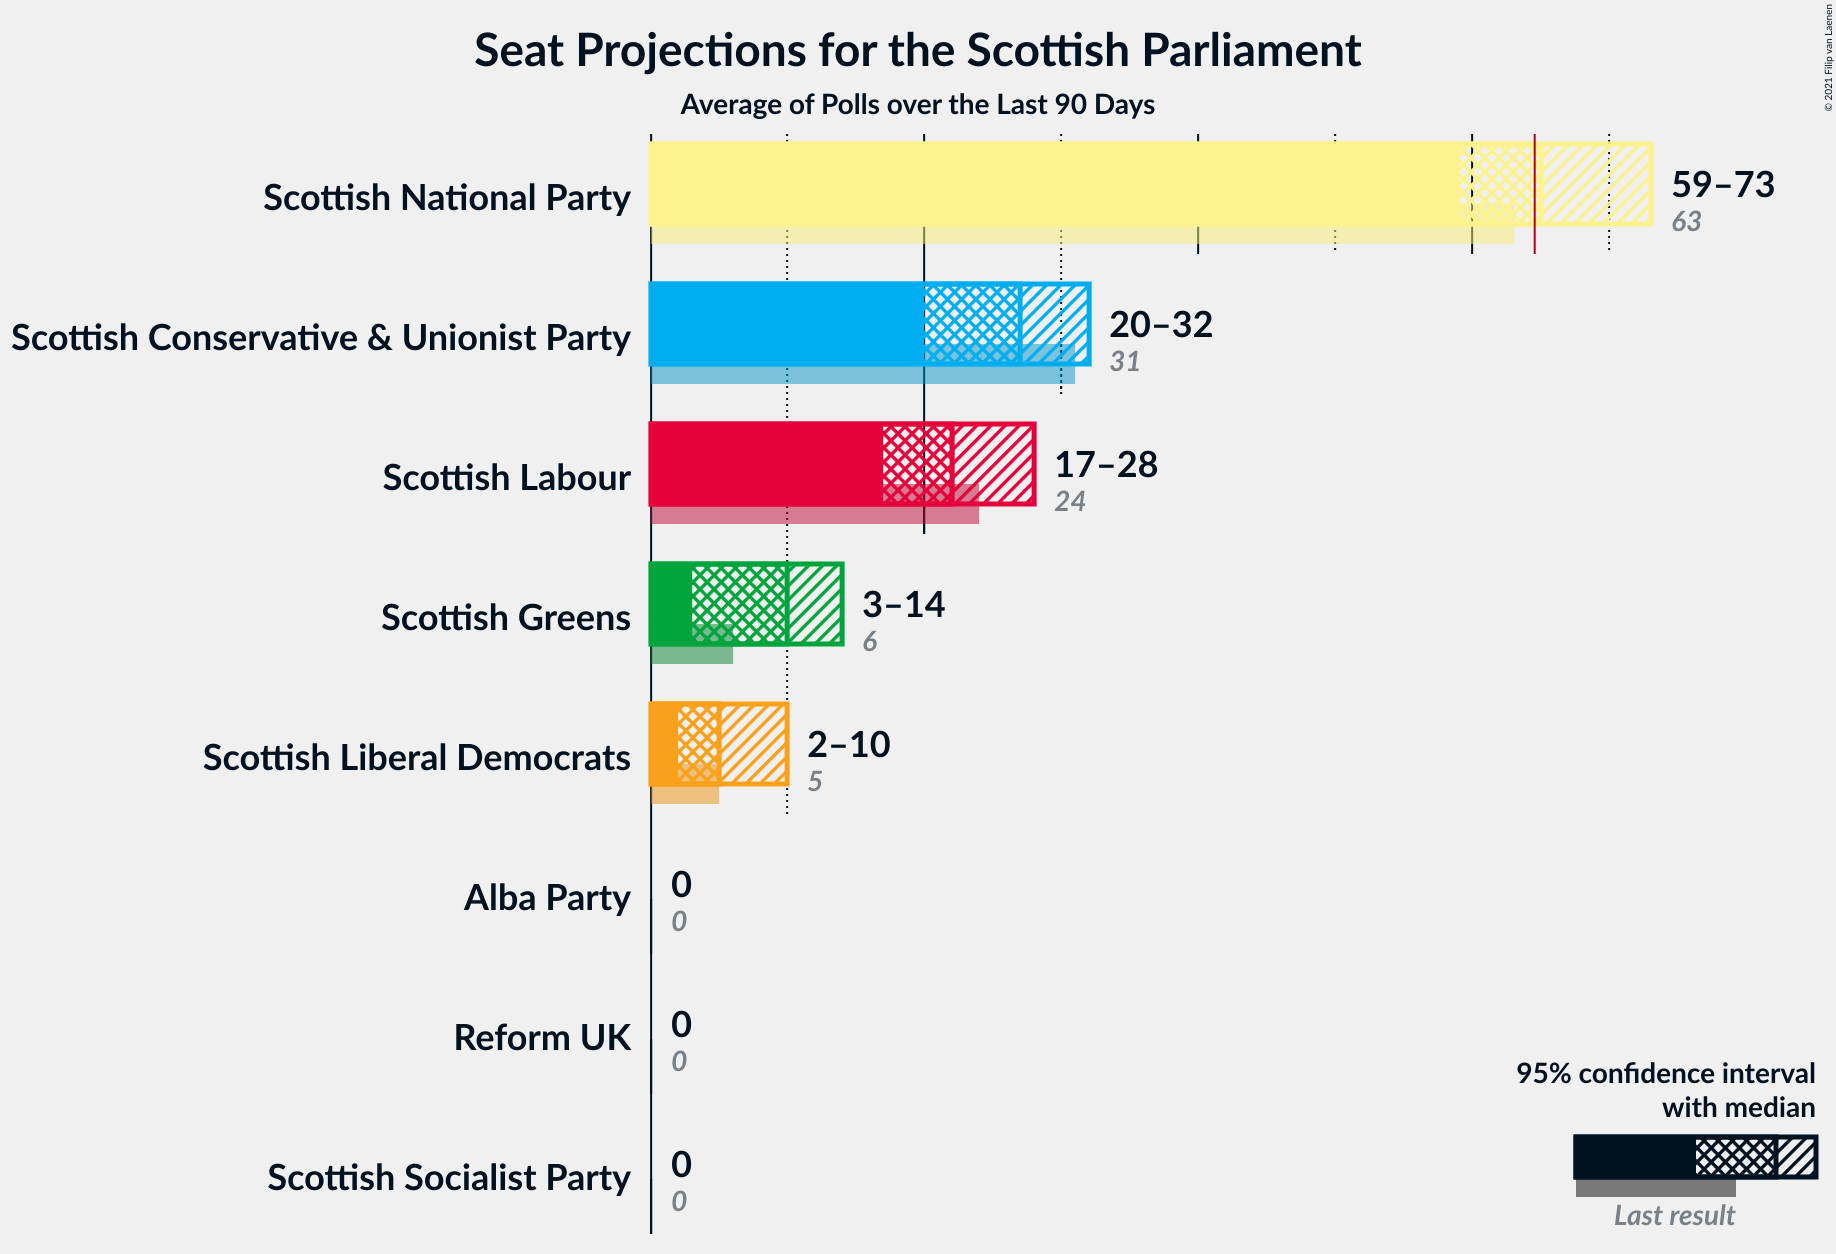 Seat Projections for the Scottish Parliament
Average of Polls over the Last 90 Days
© 2021 Filip van Laenen
Scottish National Party
59–73
63
Scottish Conservative & Unionist Party
20–32
31
Scottish Labour
17–28
24
Scottish Greens
3–14
6
Scottish Liberal Democrats
2–10
5
Alba Party
0
0
Reform UK
0
0
Scottish Socialist Party
0
0
95% confidence interval
with median
Last result